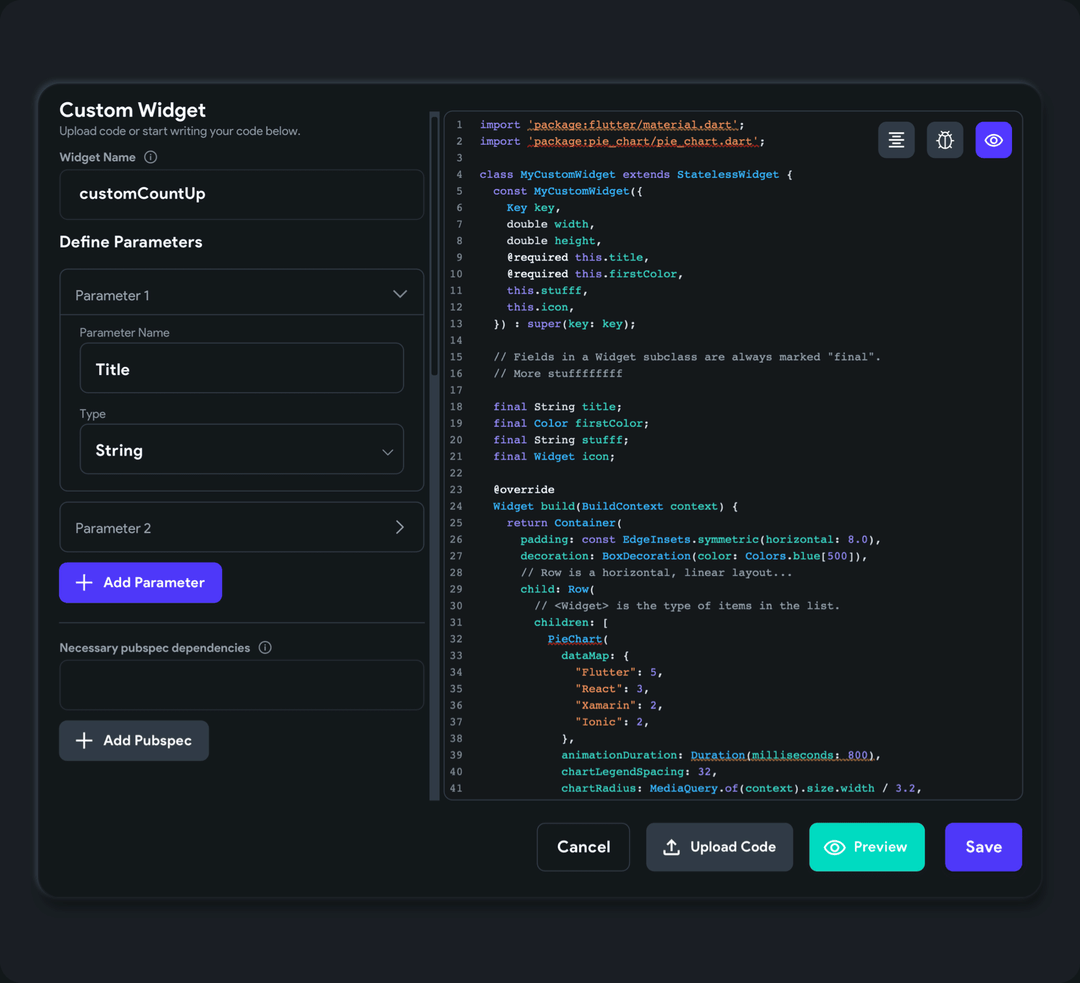 Custom Widget
Upload code or start writing your code below.
Widget Name
customCountUp
Define Parameters
Parameter 1
Parameter Name
Title
Type
String
Parameter 2
Add Parameter
Necessary pubspec dependencies
Add Pubspec
1 import 'package:flutter/material.dart';
2 import 'package:pie_chart/pie_chart.dart';
3
4 class MyCustomWidget extends StatelessWidget {
5 const MyCustomWidget({
6 Key key,
7 double width,
8 double height,
9 @required this.title,
10 @required this.firstColor,
11 this.stufff,
12 this.icon,
13 }) : super(key: key);
14
15 // Fields in a Widget subclass are always marked "final".
16 // More stuffffffff
17
18 final String title;
19 final Color firstColor;
20 final String stufff;
21 final Widget icon;
22
23 @override
24 Widget build(BuildContext context) {
25 return Container(
26 padding: const EdgeInsets.symmetric(horizontal: 8.0),
27 decoration: BoxDecoration(color: Colors.blue[500]),
28 // Row is a horizontal, linear layout...
29 child: Row(
30 // <Widget> is the type of items in the list.
31 children: [
32 PieChart(
33 dataMap: {
34 "Flutter": 5,
35 "React": 3,
36 "Xamarin": 2,
37 "Ionic": 2,
38 },
39 animationDuration: Duration(milliseconds: 800),
40 chartLegendSpacing: 32,
41 chartRadius: MediaQuery.of(context).size.width / 3.2,
Cancel
Upload Code
Preview
Save